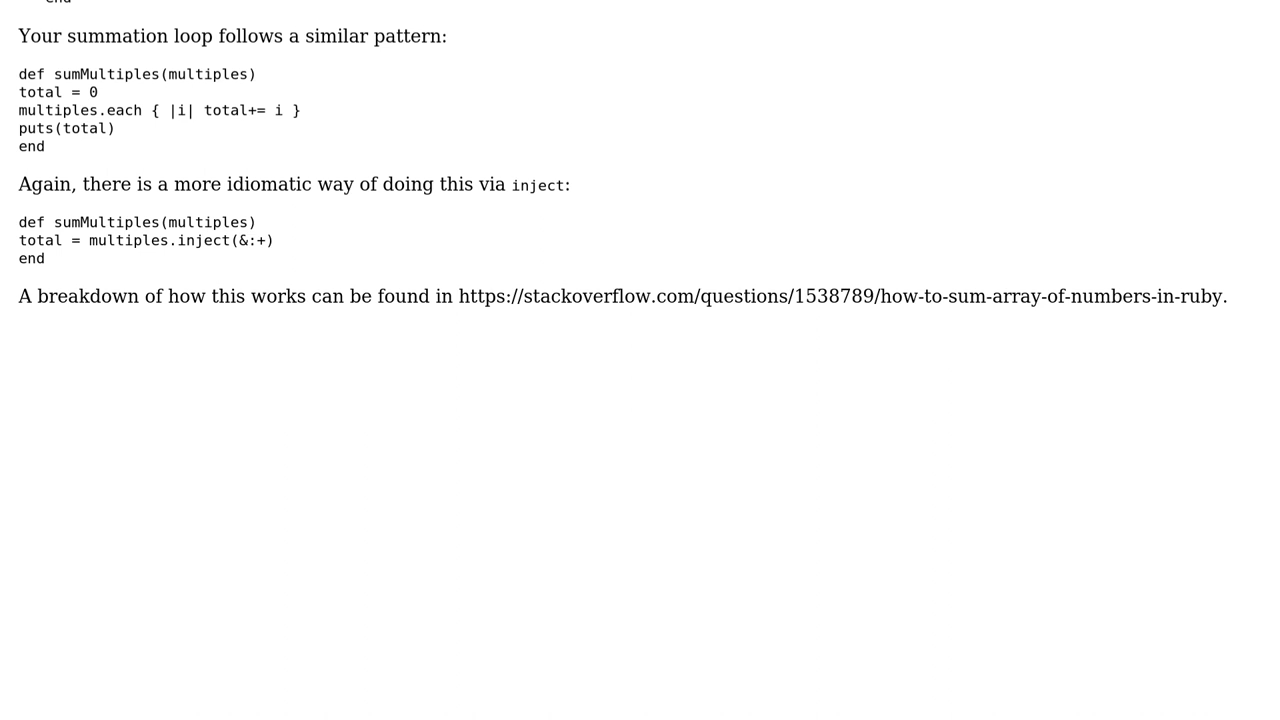 end
Your summation loop follows a similar pattern:
def sumMultiples(multiples)
total = 0
multiples.each { |i| total+= i }
puts(total)
end
Again, there is a more idiomatic way of doing this via inject:
def sumMultiples(multiples)
total = multiples.inject(&:+)
end
A breakdown of how this works can be found in https://stackoverflow.com/questions/1538789/how-to-sum-array-of-numbers-in-ruby.